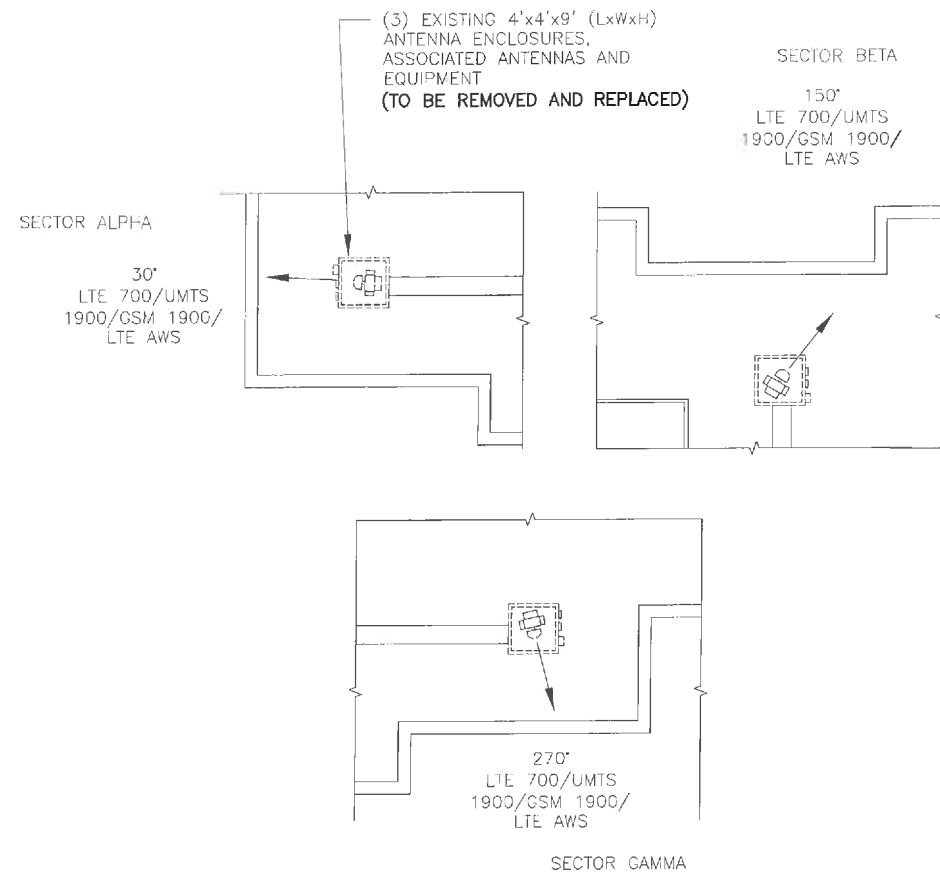 (3) EXISTING 4'x4'x9' (LxWxH)
ANTENNA ENCLOSURES,
ASSOCIATED ANTENNAS AND
EQUIPMENT
(TO BE REMOVED AND REPLACED)
SECTOR BETA
150°
LTE 700/UMTS
1900/GSM 1900/
LTE AWS
SECTOR ALPHA
30°
LTE 700/UMTS
1900/GSM 1900/
LTE AWS
270°
LTE 700/UMTS
1900/GSM 1900/
LTE AWS
SECTOR GAMMA